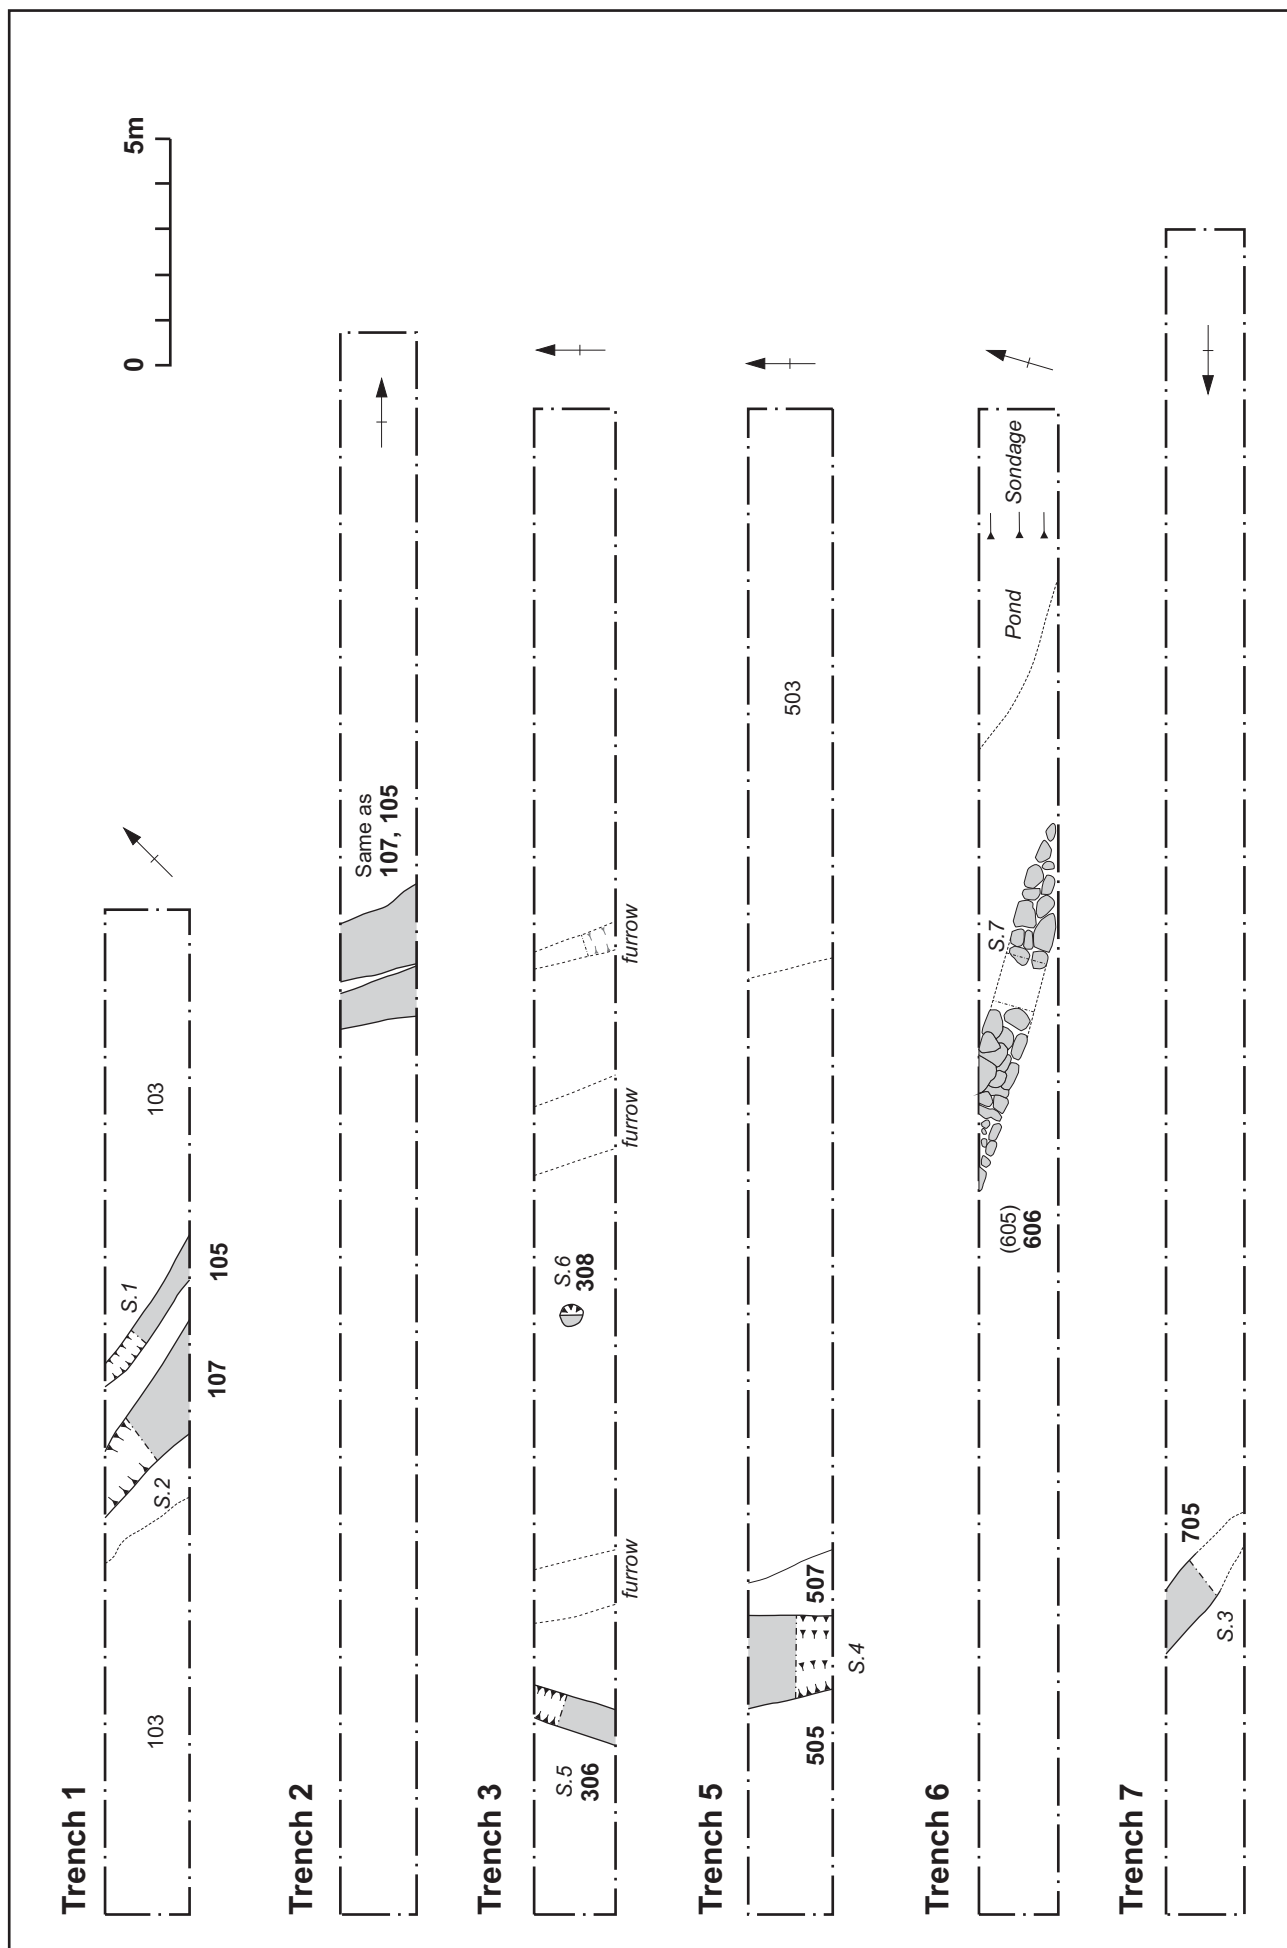 0
5m
Trench 1
103
S.2
107
S.1
105
103
Trench 2
Same as
107, 105
Trench 3
S.5
306
furrow
S.6
308
furrow
furrow
Trench 5
505
S.4
507
503
Trench 6
(605)
606
S.7
Pond
Sondage
Trench 7
S.3
705